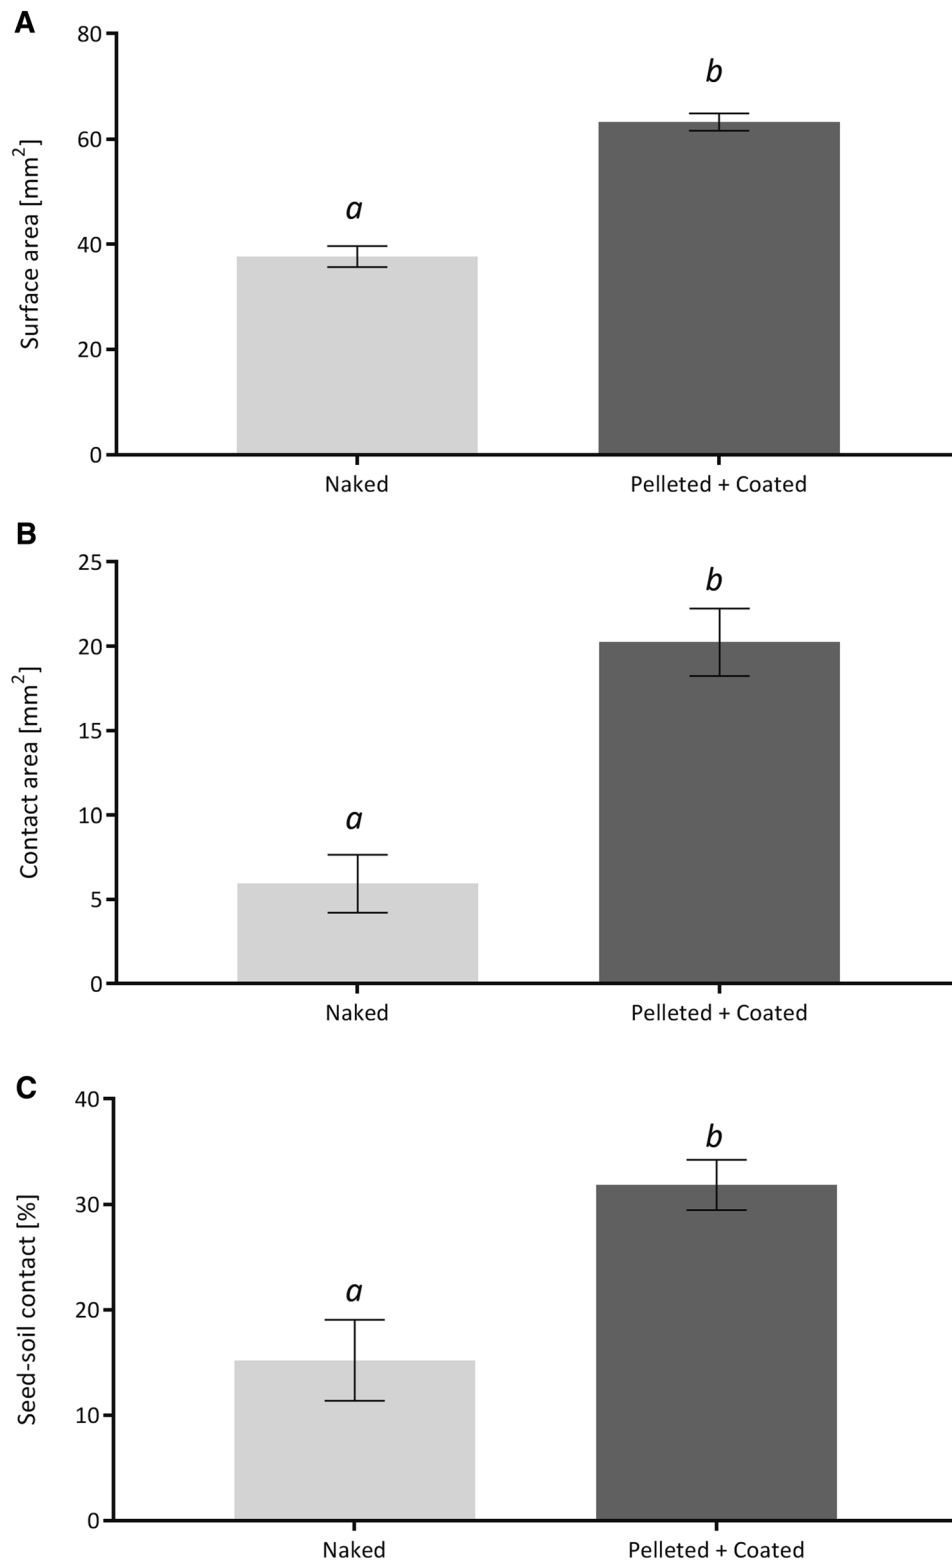 A
Surface area [mm²]
80
60
40
20
0
a
b
Naked
Pelleted + Coated
B
Contact area [mm²]
25
20
15
10
5
0
a
b
Naked
Pelleted + Coated
C
Seed-soil contact [%]
40
30
20
10
0
a
b
Naked
Pelleted + Coated